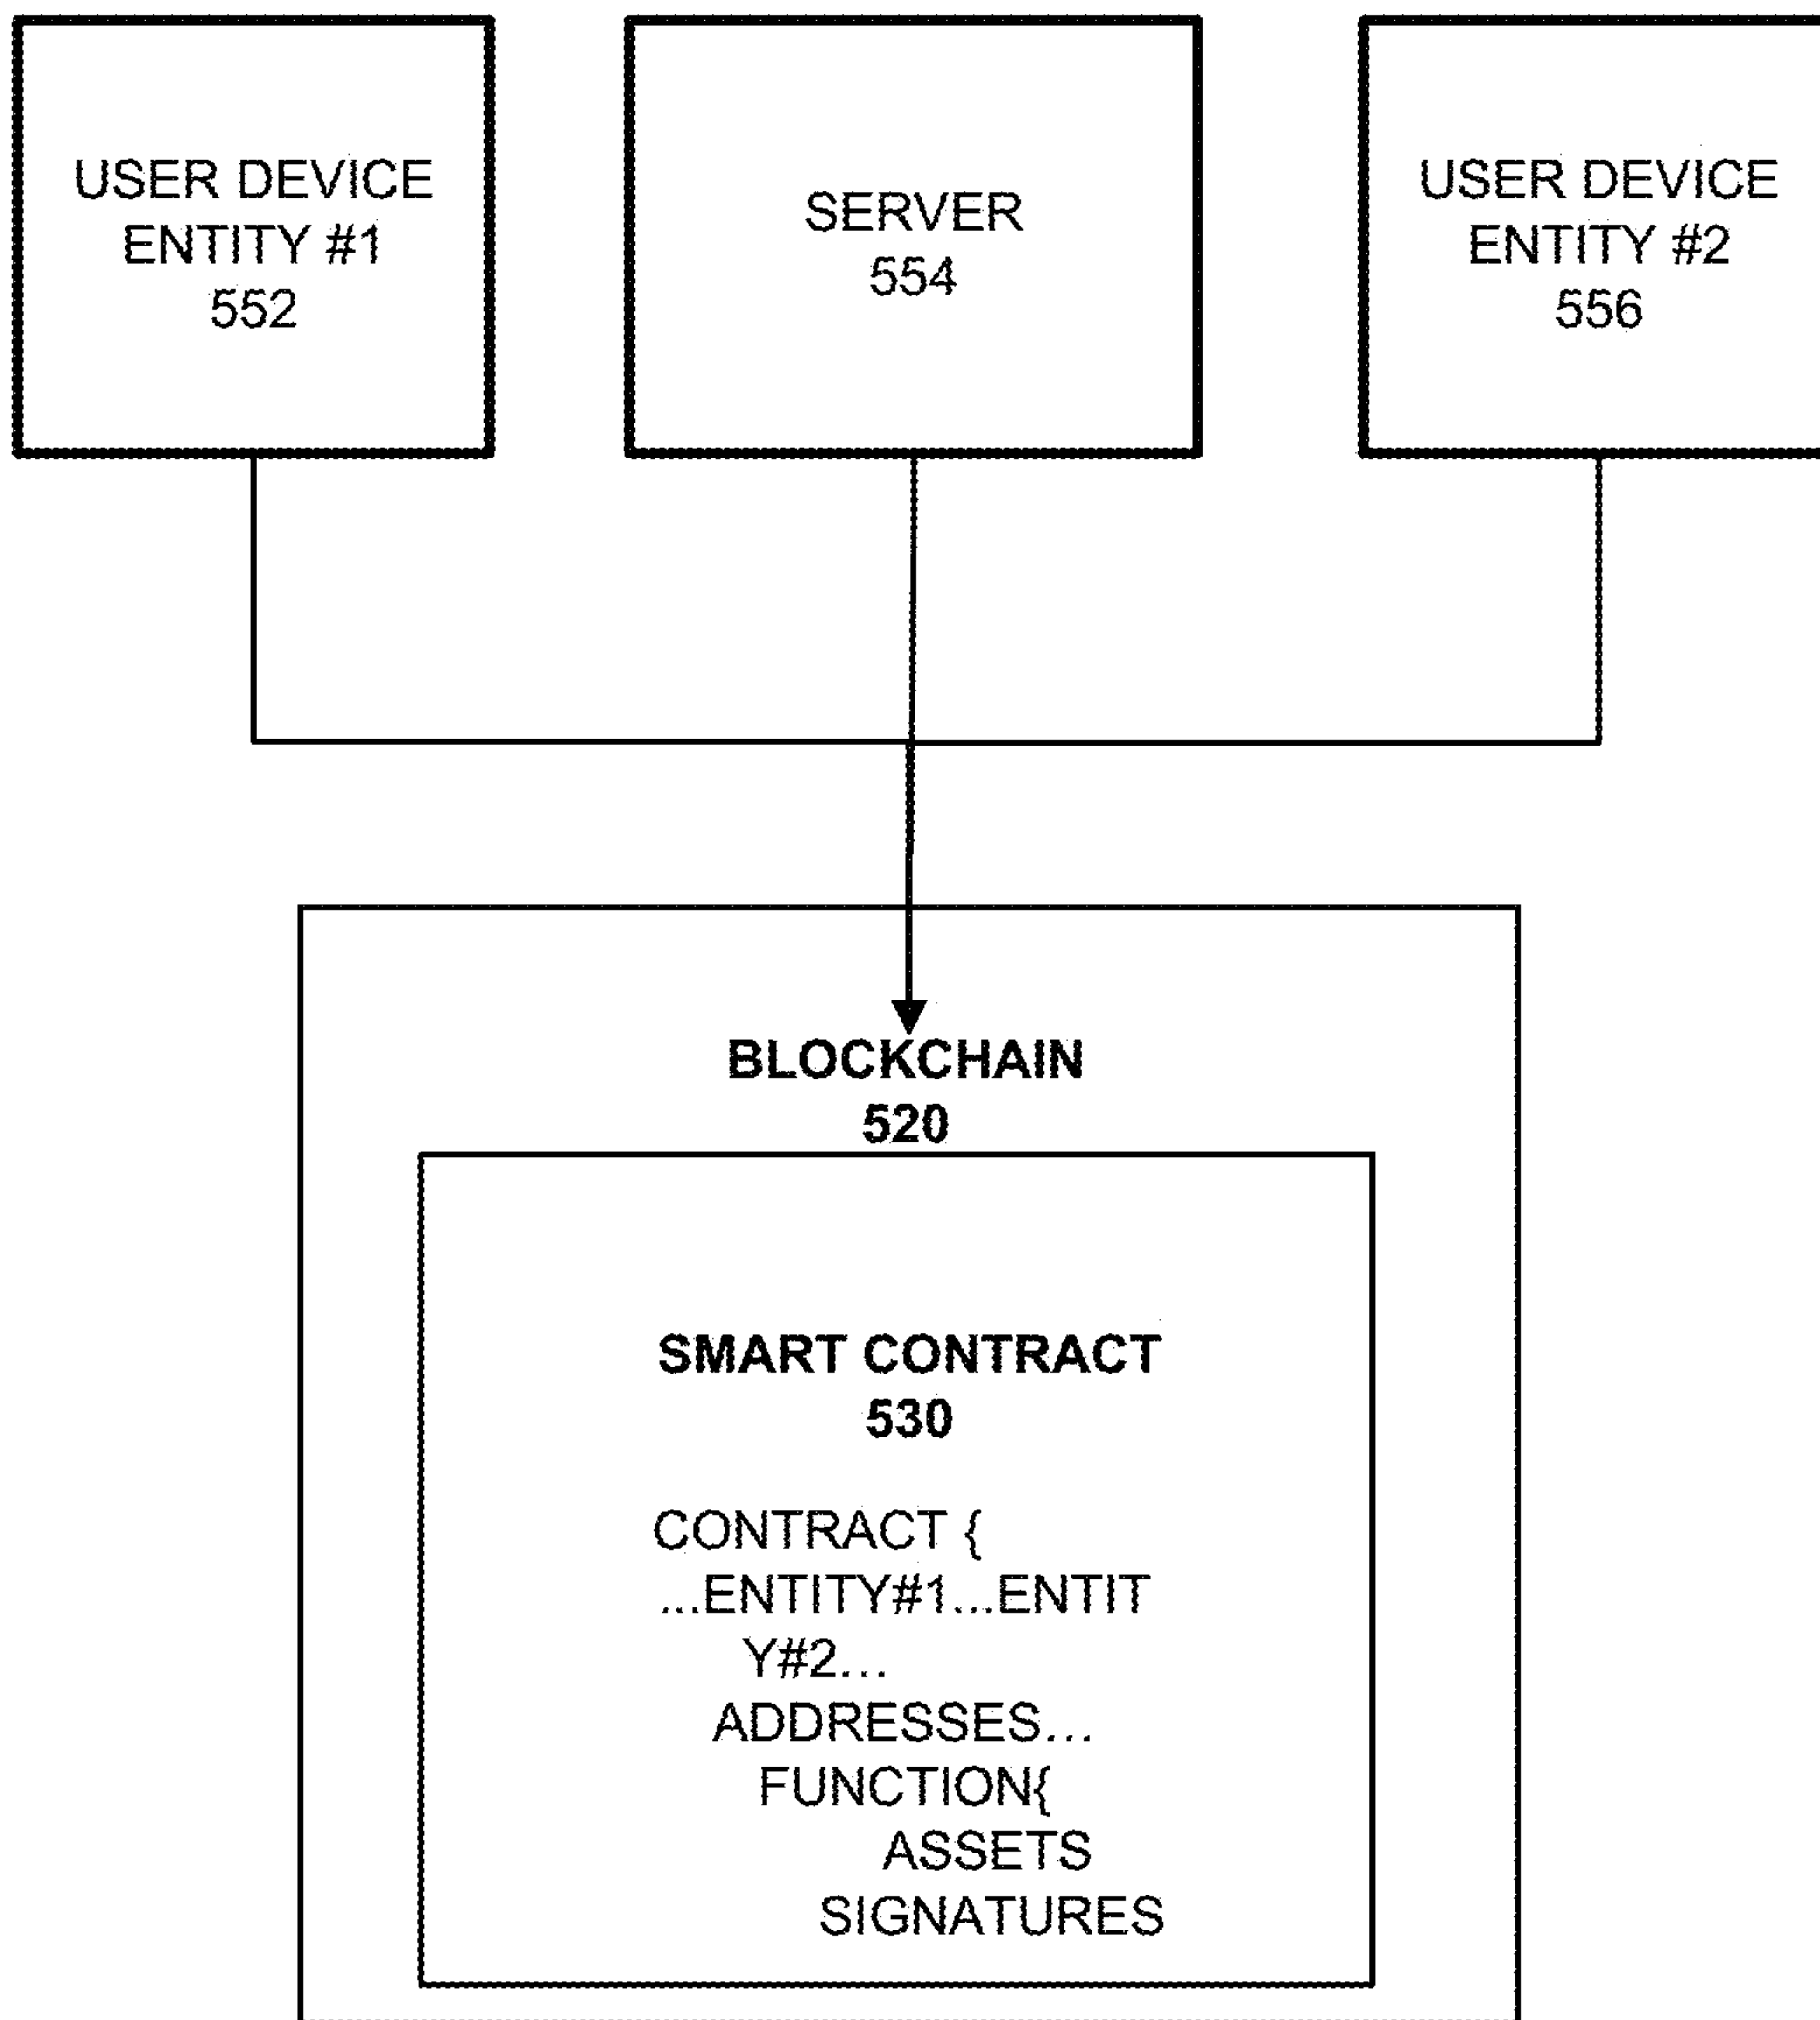 USER DEVICE
ENTITY #1
552
SERVER
554
USER DEVICE
ENTITY #2
556
BLOCKCHAIN
520
SMART CONTRACT
530
CONTRACT {
...ENTITY#1...ENTIT
Y#2...
ADDRESSES...
FUNCTION{
ASSETS
SIGNATURES